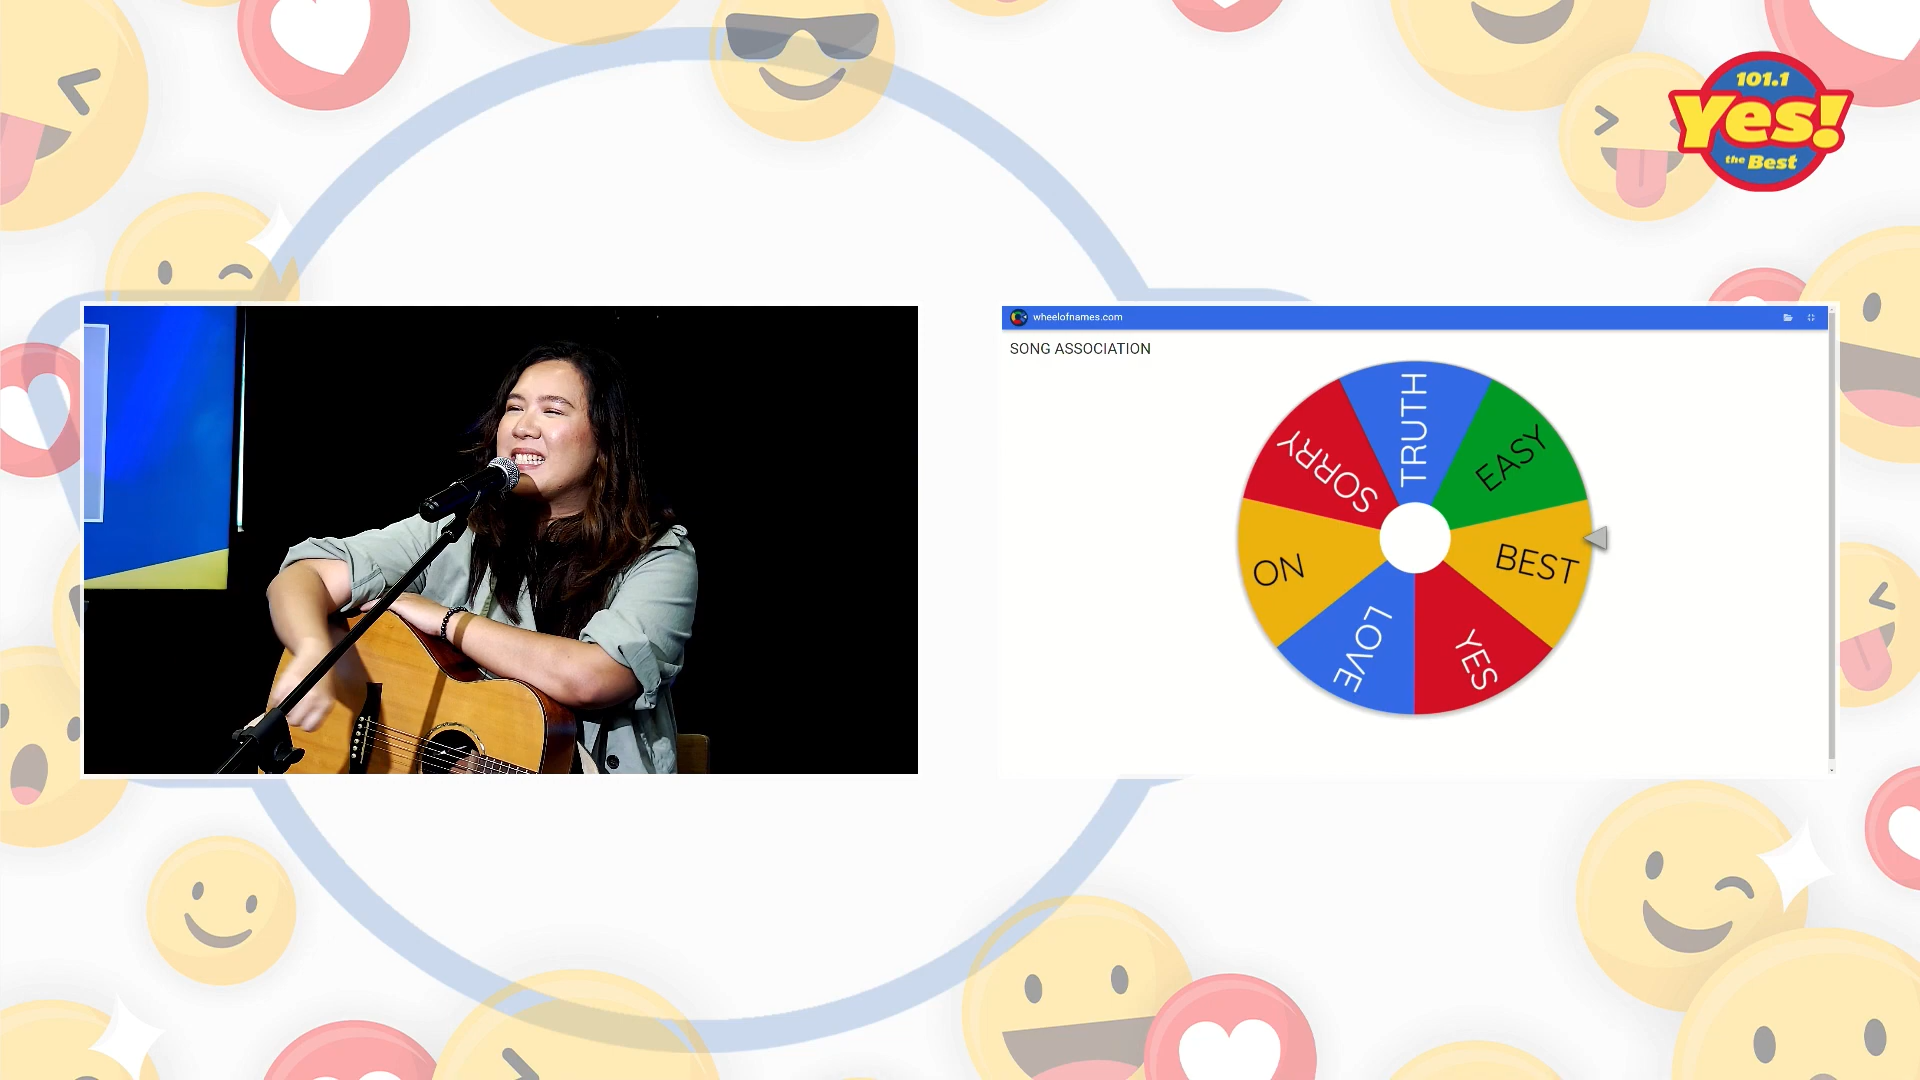 101.1
Yes!
the Best
wheelofnames.com
SONG ASSOCIATION
TRUTH
EASY
BEST
YES
LOVE
ON
SORRY